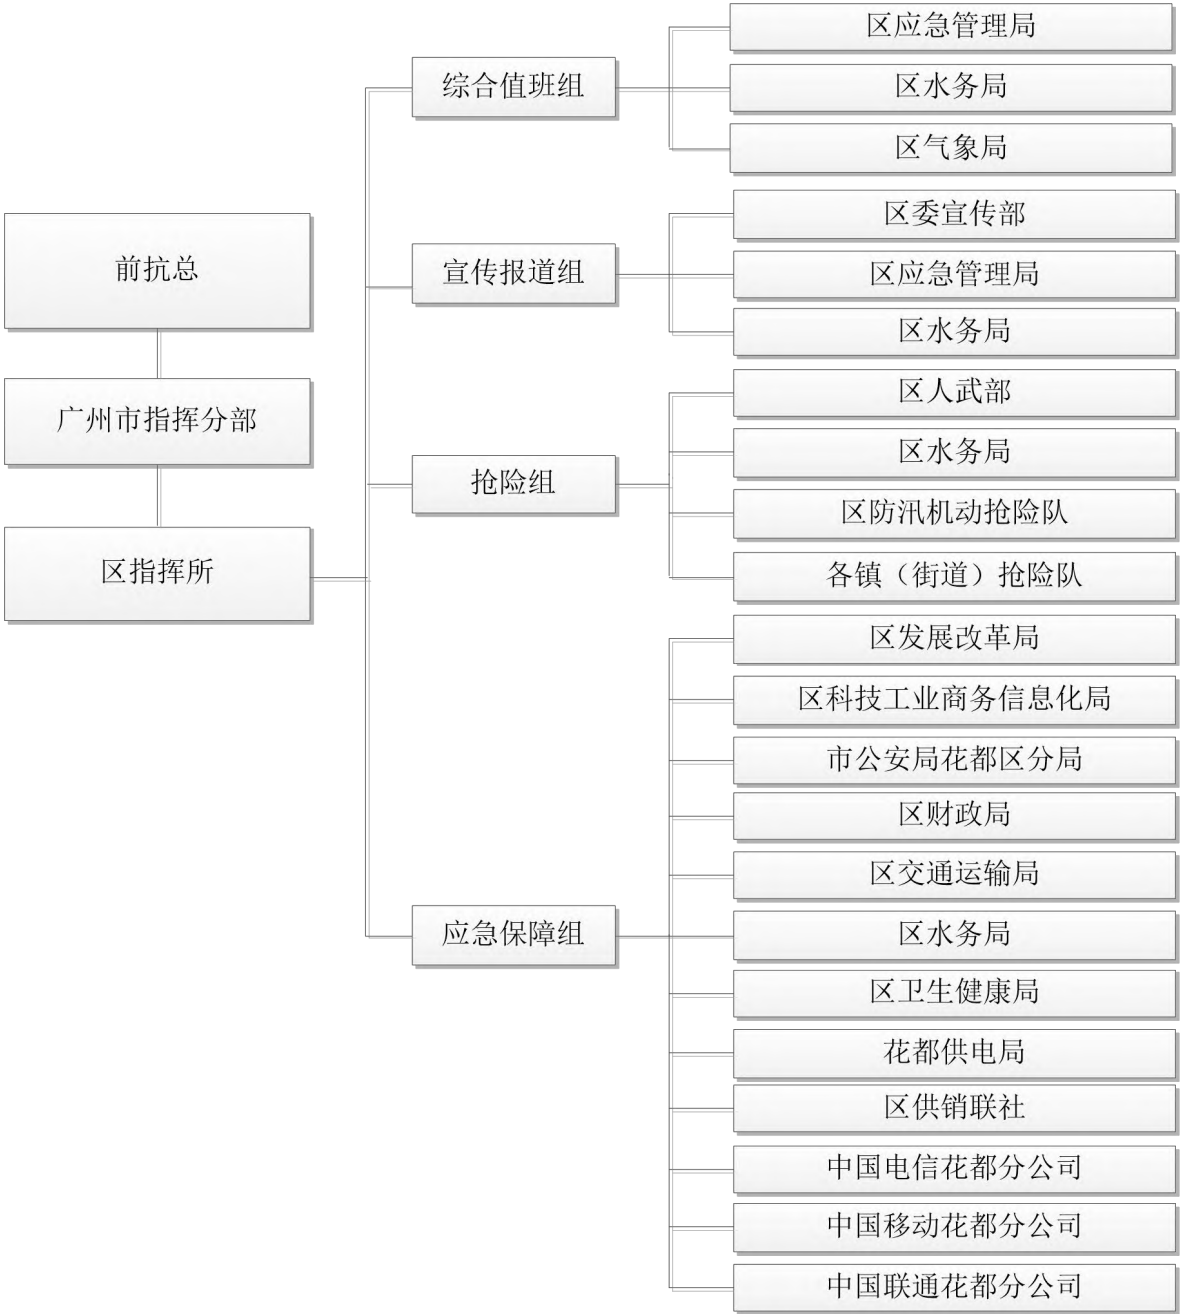 前抗总
广州市指挥分部
区指挥所
综合值班组
区应急管理局
区水务局
区气象局
宣传报道组
区委宣传部
区应急管理局
区水务局
抢险组
区人武部
区水务局
区防汛机动抢险队
各镇（街道）抢险队
应急保障组
区发展改革局
区科技工业商务信息化局
市公安局花都区分局
区财政局
区交通运输局
区水务局
区卫生健康局
花都供电局
区供销联社
中国电信花都分公司
中国移动花都分公司
中国联通花都分公司